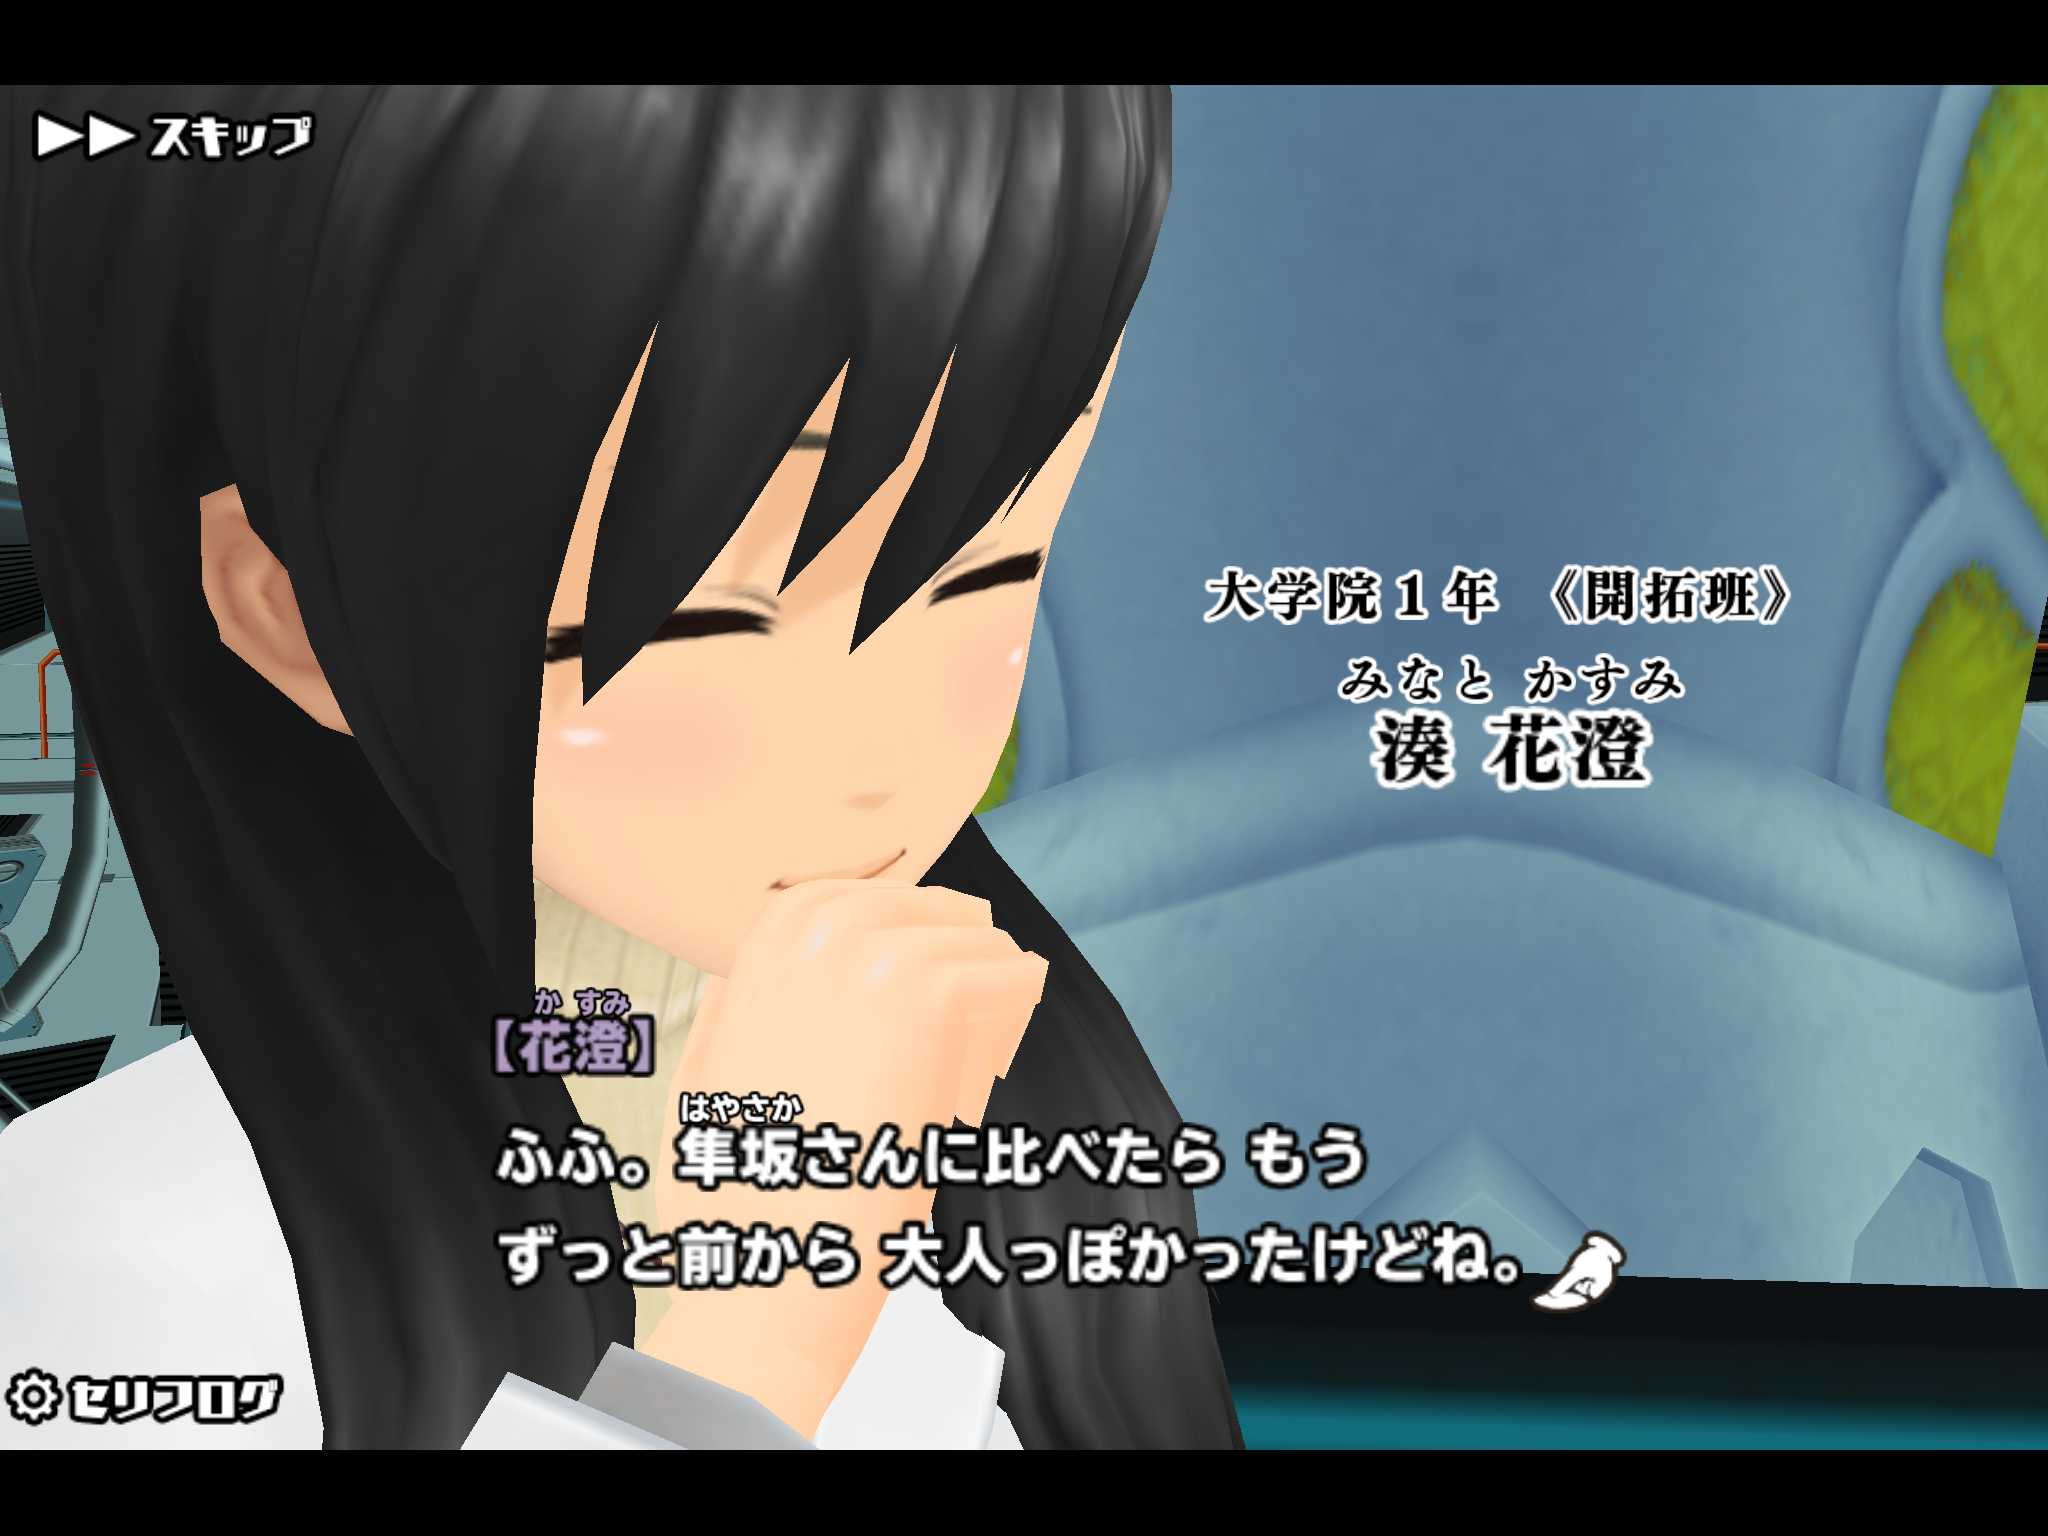 スキップ
大学院1年 《開拓班》
みなと かすみ
湊 花澄
かすみ
【花澄】
はやさか
ふふ。隼坂さんに比べたら もう
ずっと前から 大人っぽかったけどね。
セリフログ